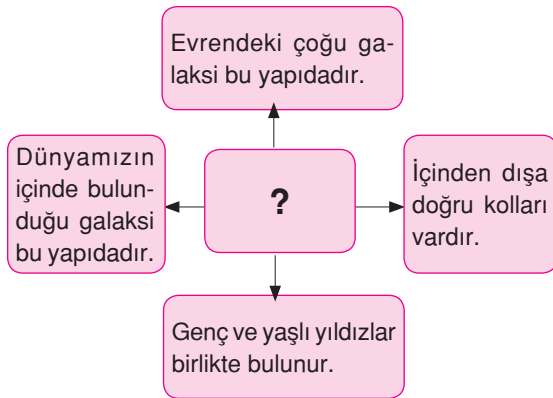 Evrendeki çoğu ga-
laksi bu yapıdadır.
Dünyamızın
içinde bulun-
duğu galaksi
bu yapıdadır.
?
İçinden dışa
doğru kolları
vardır.
Genç ve yaşlı yıldızlar
birlikte bulunur.